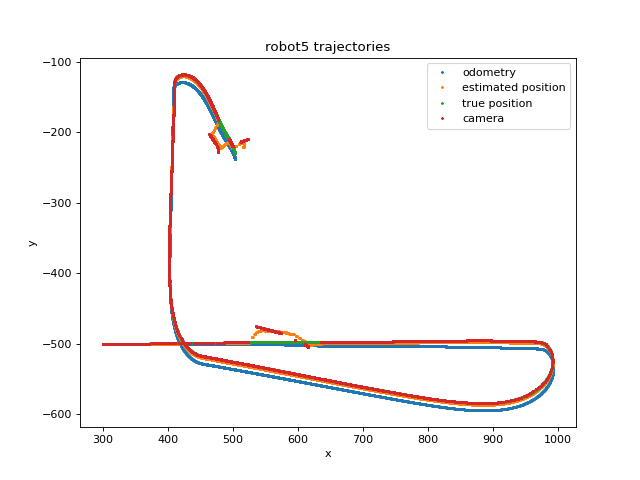 robot5 trajectories
odometry
estimated position
true position
camera
−100
−200
−300
−400
−500
−600
y
300 400 500 600 700 800 900 1000
x